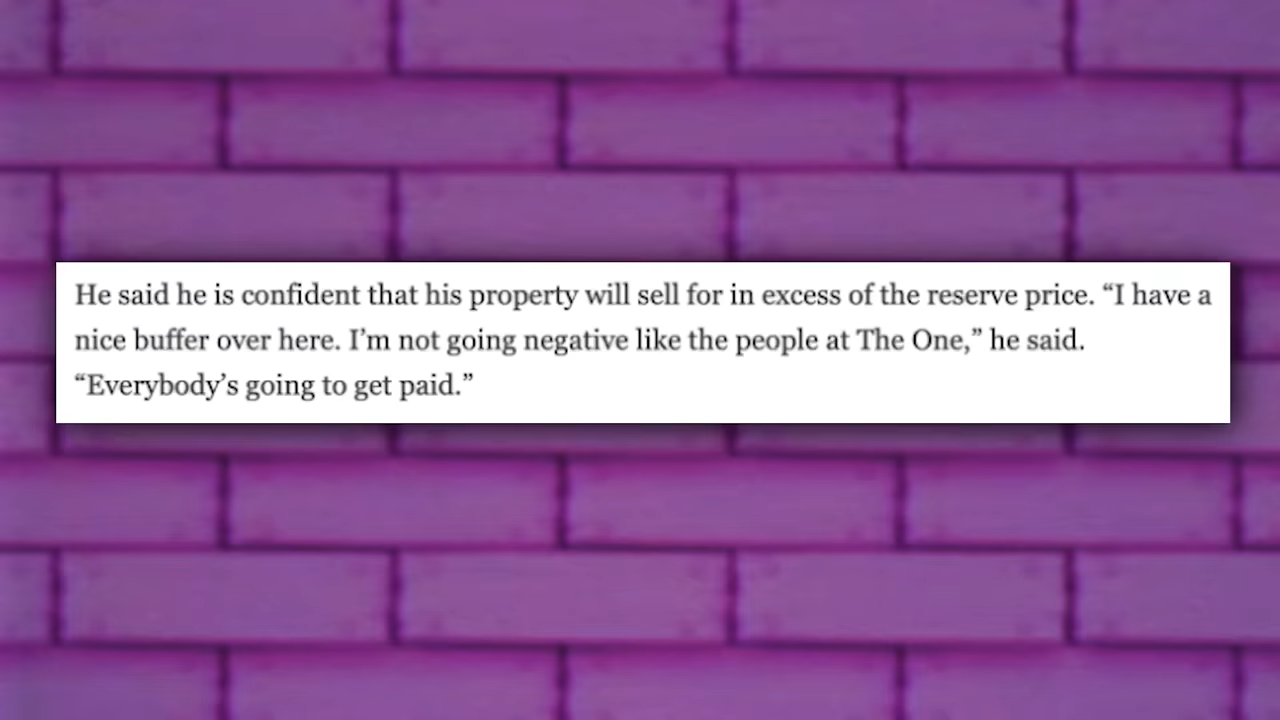 He said he is confident that his property will sell for in excess of the reserve price. “I have a
nice buffer over here. I’m not going negative like the people at The One,” he said.
“Everybody’s going to get paid.”